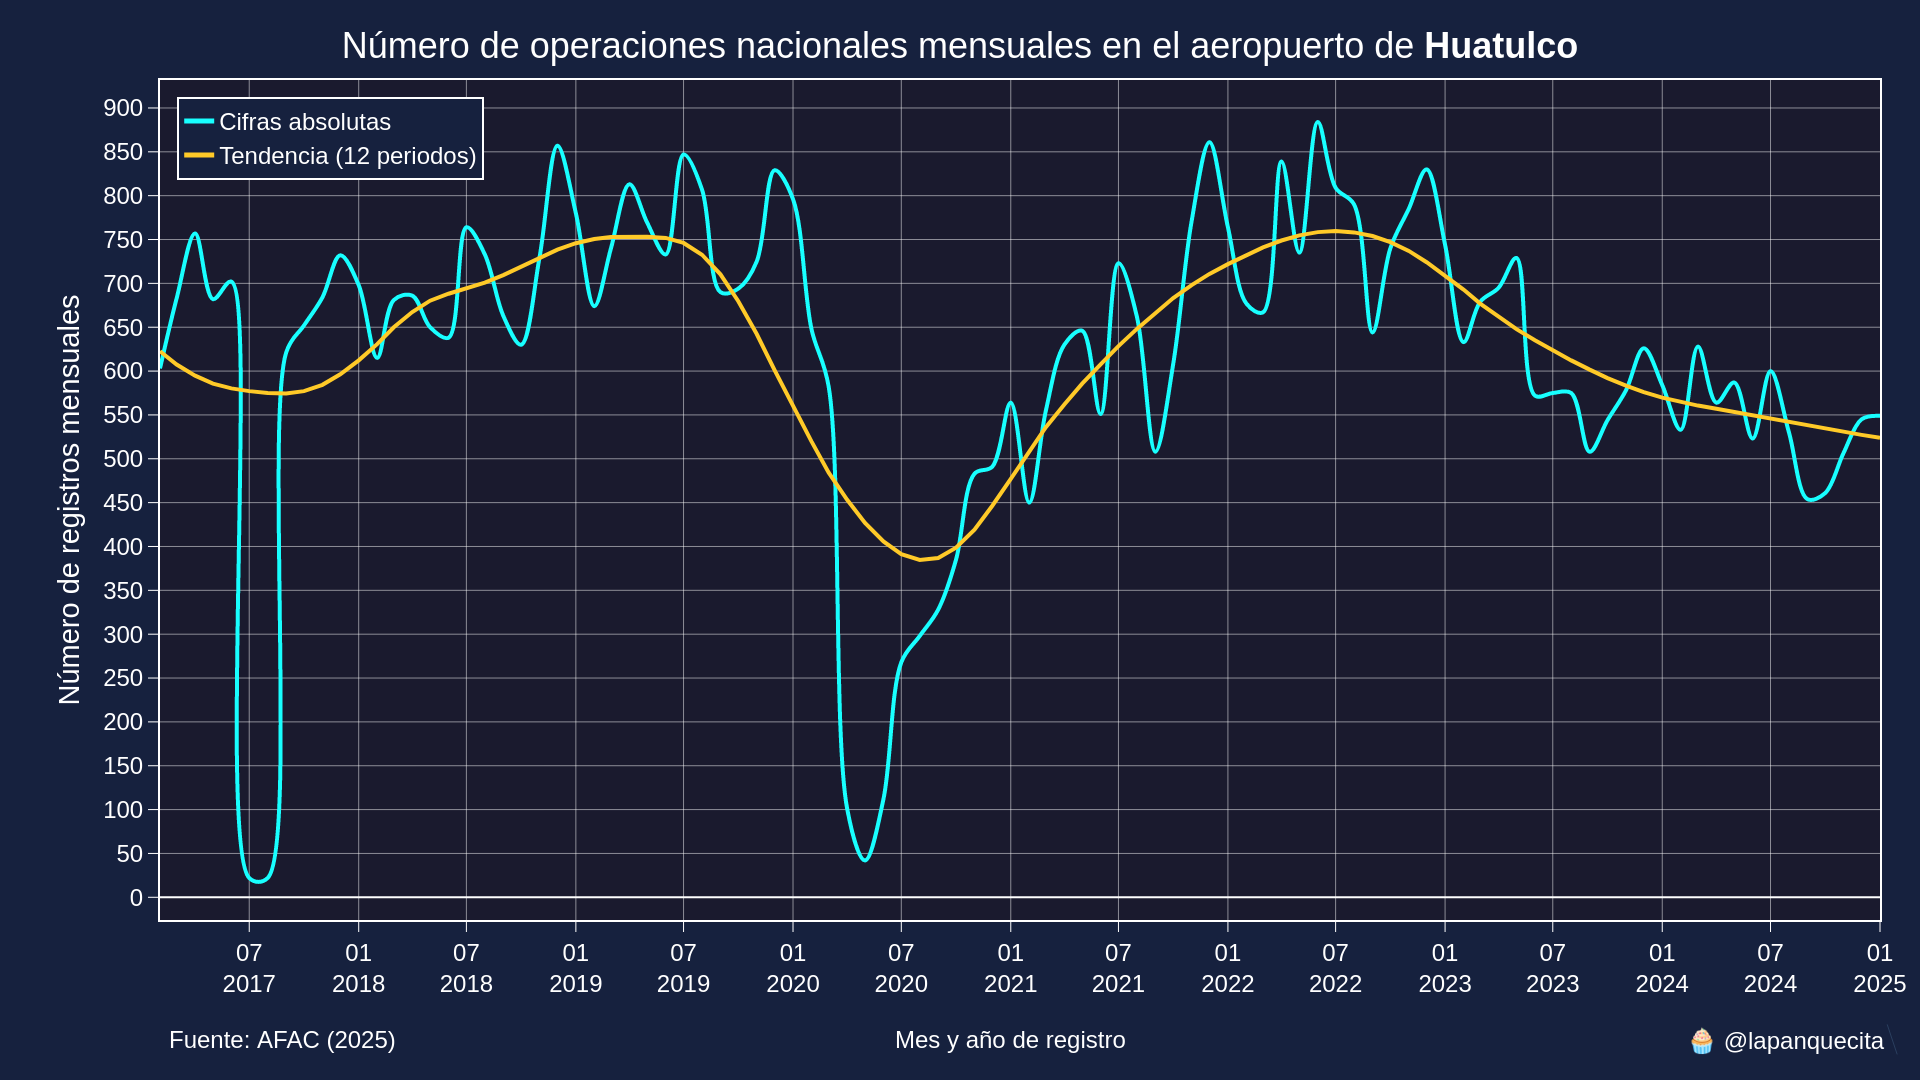 Número de operaciones nacionales mensuales en el aeropuerto de Huatulco
Cifras absolutas
Tendencia (12 periodos)
Número de registros mensuales
900
850
800
750
700
650
600
550
500
450
400
350
300
250
200
150
100
50
0
07 01 07 01 07 01 07 01 07 01 07 01 07 01 07 01
2017 2018 2018 2019 2019 2020 2020 2021 2021 2022 2022 2023 2023 2024 2024 2025
Fuente: AFAC (2025) Mes y año de registro 🧁 @lapanquecita